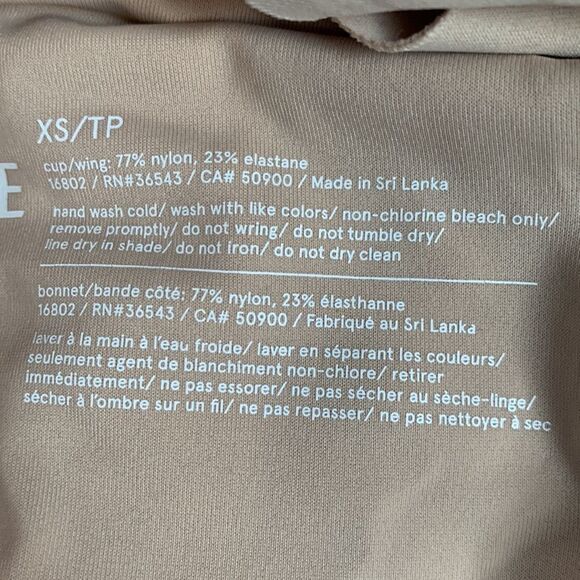 XS/TP
E
cup/wing: 77% nylon, 23% elastane
16802 / RN#36543 / CA# 50900 / Made in Sri Lanka
hand wash cold/ wash with like colors/ non-chlorine bleach only/
remove promptly/ do not wring/ do not tumble dry/
line dry in shade/ do not iron/ do not dry clean
bonnet/bande côté: 77% nylon, 23% élasthanne
16802 / RN#36543 / CA# 50900 / Fabriqué au Sri Lanka
laver à la main à l'eau froide/ laver en séparant les couleurs/
seulement agent de blanchiment non-chlore/ retirer
immédiatement/ ne pas essorer/ ne pas sécher au sèche-linge/
sécher à l'ombre sur un fil/ ne pas repasser/ ne pas nettoyer à sec